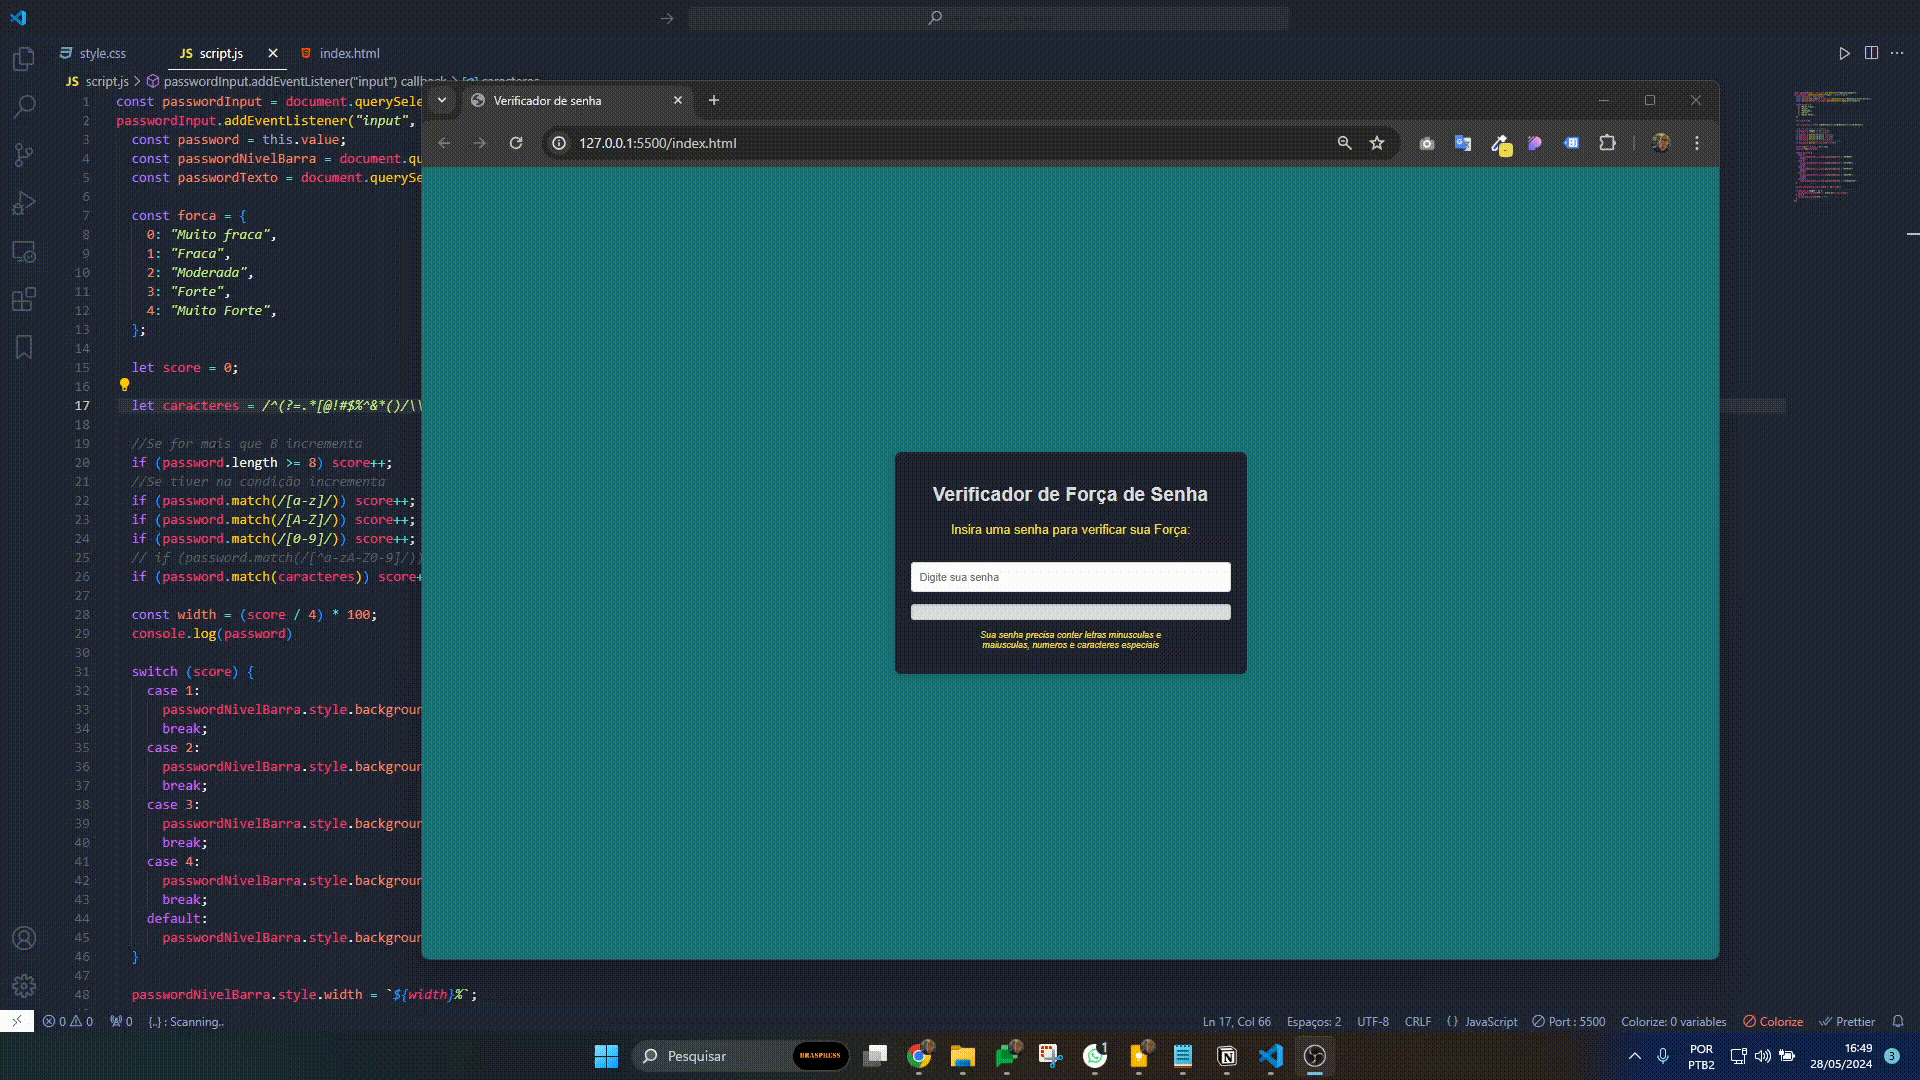 style.css
JS script.js
index.html
JS script.js > passwordInput.addEventListener("input") callback > caracteres
1 const passwordInput = document.querySele
2 passwordInput.addEventListener("input",
3 const password = this.value;
4 const passwordNivelBarra = document.qu
5 const passwordTexto = document.querySe
6
7 const forca = {
8 0: "Muito fraca",
9 1: "Fraca",
10 2: "Moderada",
11 3: "Forte",
12 4: "Muito Forte",
13 };
14
15 let score = 0;
16
17 let caracteres = /^(?=.*[@!#$%^&*()/\\
18
19 //Se for mais que 8 incrementa
20 if (password.length >= 8) score++;
21 //Se tiver na condição incrementa
22 if (password.match(/[a-z]/)) score++;
23 if (password.match(/[A-Z]/)) score++;
24 if (password.match(/[0-9]/)) score++;
25 // if (password.match(/[^a-zA-Z0-9]/))
26 if (password.match(caracteres)) score+
27
28 const width = (score / 4) * 100;
29 console.log(password)
30
31 switch (score) {
32 case 1:
33 passwordNivelBarra.style.backgroun
34 break;
35 case 2:
36 passwordNivelBarra.style.backgroun
37 break;
38 case 3:
39 passwordNivelBarra.style.backgroun
40 break;
41 case 4:
42 passwordNivelBarra.style.backgroun
43 break;
44 default:
45 passwordNivelBarra.style.backgroun
46 }
47
48 passwordNivelBarra.style.width = `${width}%`;
Verificador de senha
127.0.0.1:5500/index.html
Verificador de Força de Senha
Insira uma senha para verificar sua Força:
Digite sua senha
Sua senha precisa conter letras minusculas e
maiusculas, numeros e caracteres especiais
0 0 0 {..} : Scanning..
Ln 17, Col 66 Espaços: 2 UTF-8 CRLF {} JavaScript Port : 5500 Colorize: 0 variables Colorize Prettier
Pesquisar
BRASPRESS
1
POR
PTB2
16:49
28/05/2024
3